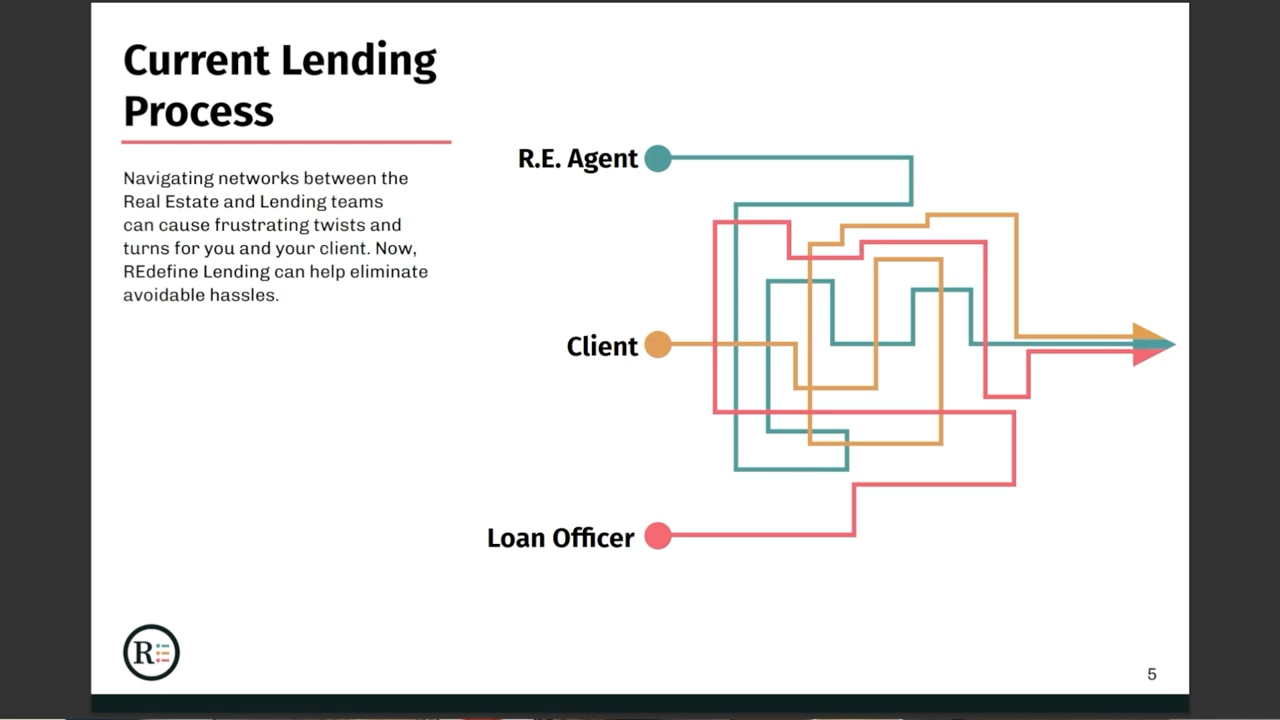 Current Lending
Process
Navigating networks between the
Real Estate and Lending teams
can cause frustrating twists and
turns for you and your client. Now,
REdefine Lending can help eliminate
avoidable hassles.
R.E. Agent
Client
Loan Officer
R
5